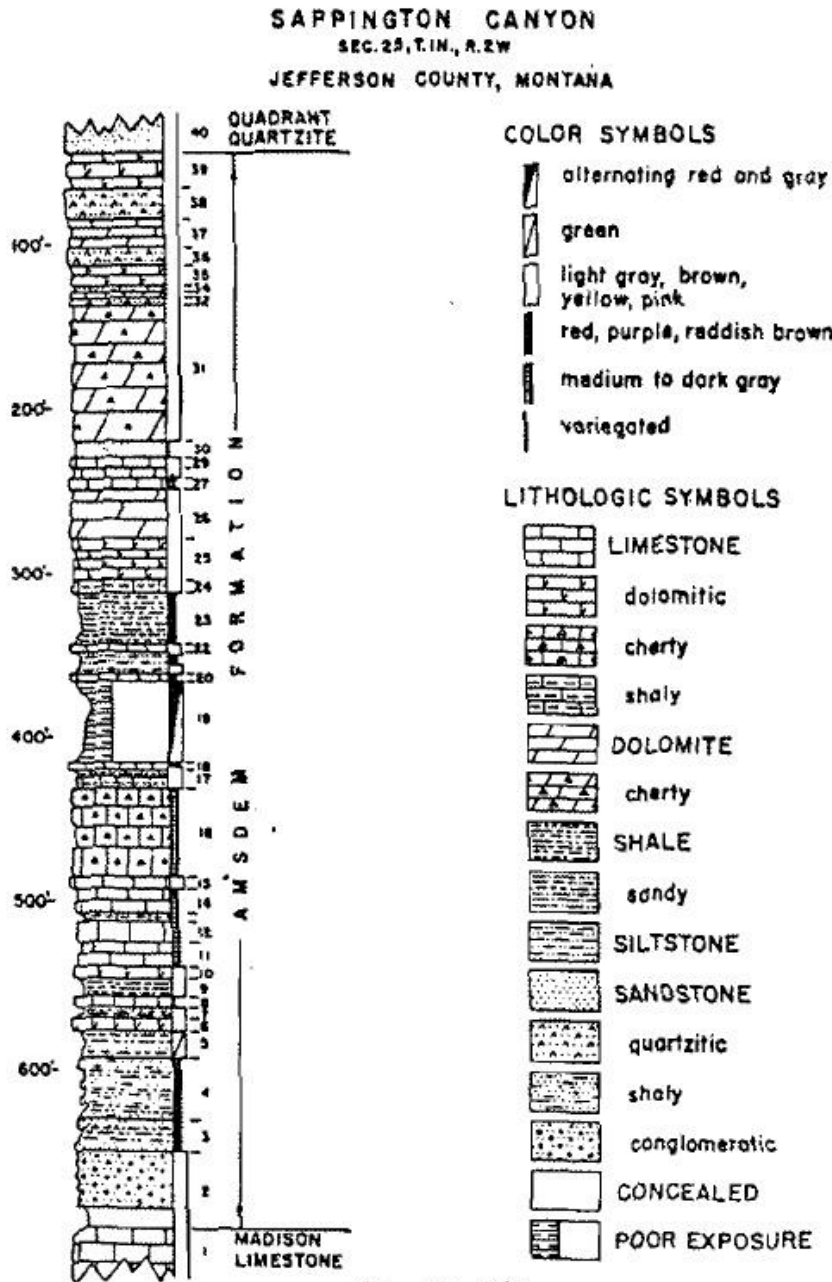 SAPPINGTON CANYON
SEC. 25, T.1N., R.2W
JEFFERSON COUNTY, MONTANA
QUADRANT
QUARTZITE
40
39
38
37
100'-
36
35
34
32
31
200'-
30
29
27
26
25
300'-
24
23
22
20
19
400'-
18
17
16
15
500'-
14
12
11
10
9
8
7
6
5
600'-
4
3
2
1
AMSDEM FORMATION
MADISON
LIMESTONE
COLOR SYMBOLS
alternating red and gray
green
light gray, brown,
yellow, pink
red, purple, reddish brown
medium to dark gray
variegated
LITHOLOGIC SYMBOLS
LIMESTONE
dolomitic
cherty
shaly
DOLOMITE
cherty
SHALE
sandy
SILTSTONE
SANDSTONE
quartzitic
shaly
conglomeratic
CONCEALED
POOR EXPOSURE